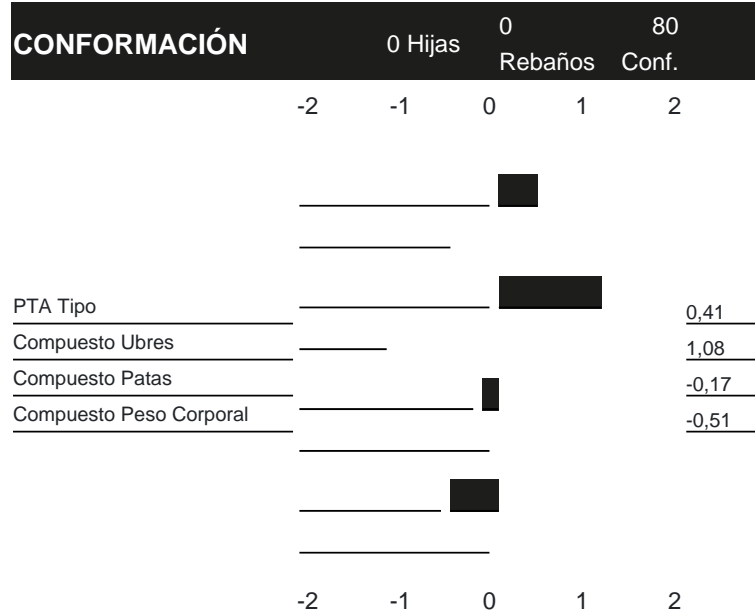 CONFORMACIÓN 0 Hijas 0 Rebaños 80 Conf.
-2 -1 0 1 2
PTA Tipo 0,41
Compuesto Ubres 1,08
Compuesto Patas -0,17
Compuesto Peso Corporal -0,51
-2 -1 0 1 2